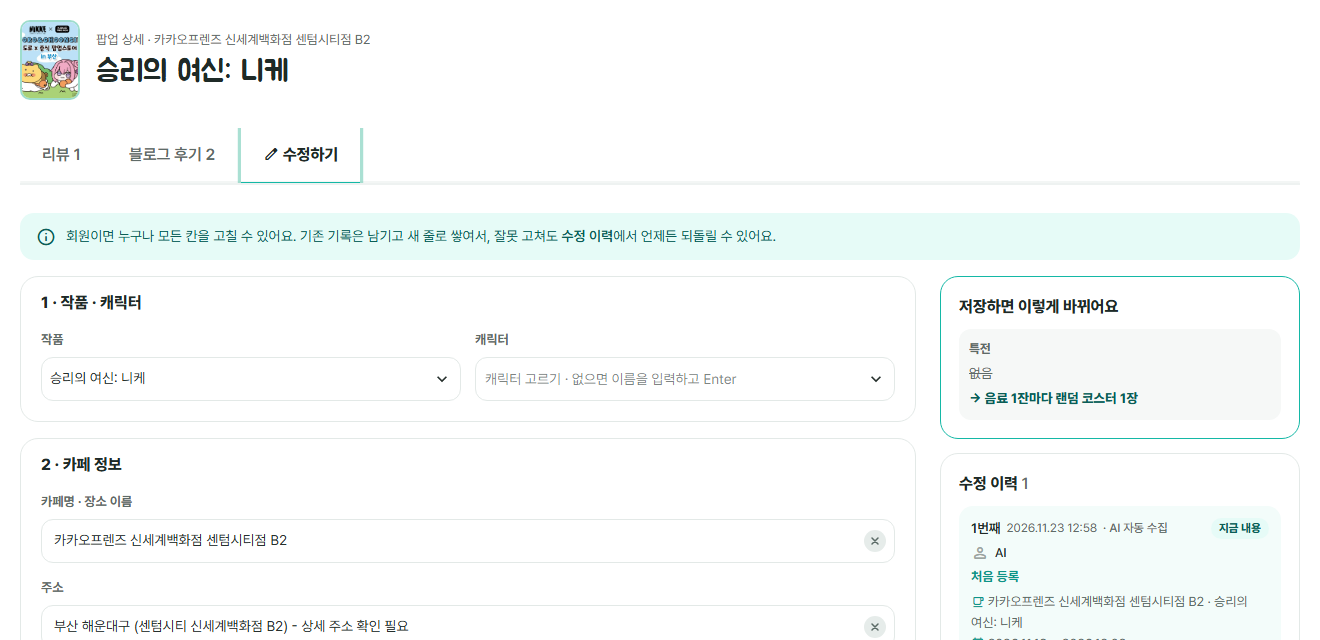 도로 X 승식 팝업스토어
in 부산
팝업 상세 · 카카오프렌즈 신세계백화점 센텀시티점 B2
승리의 여신: 니케
리뷰 1
블로그 후기 2
수정하기
회원이면 누구나 모든 칸을 고칠 수 있어요. 기존 기록은 남기고 새 줄로 쌓여서, 잘못 고쳐도 수정 이력에서 언제든 되돌릴 수 있어요.
1 · 작품 · 캐릭터
작품
캐릭터
승리의 여신: 니케
캐릭터 고르기 · 없으면 이름을 입력하고 Enter
2 · 카페 정보
카페명 · 장소 이름
카카오프렌즈 신세계백화점 센텀시티점 B2
주소
부산 해운대구 (센텀시티 신세계백화점 B2) - 상세 주소 확인 필요
저장하면 이렇게 바뀌어요
특전
없음
→ 음료 1잔마다 랜덤 코스터 1장
수정 이력 1
1번째 2026.11.23 12:58 · AI 자동 수집
지금 내용
AI
처음 등록
카카오프렌즈 신세계백화점 센텀시티점 B2 · 승리의
여신: 니케